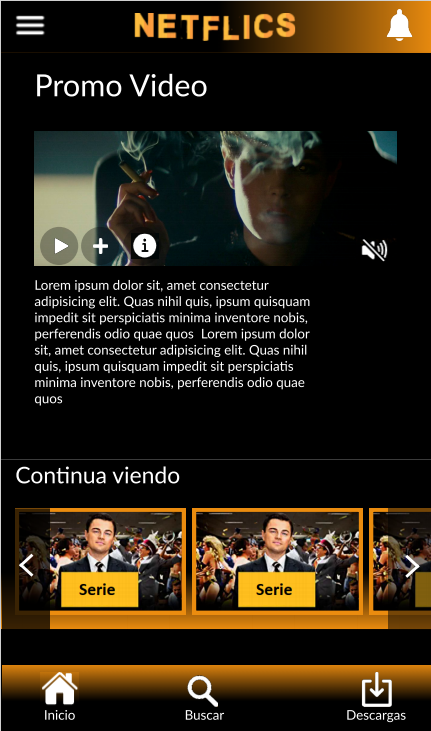 NETFLICS
Promo Video
Lorem ipsum dolor sit, amet consectetur
adipisicing elit. Quas nihil quis, ipsum quisquam
impedit sit perspiciatis minima inventore nobis,
perferendis odio quae quos  Lorem ipsum dolor
sit, amet consectetur adipisicing elit. Quas nihil
quis, ipsum quisquam impedit sit perspiciatis
minima inventore nobis, perferendis odio quae
quos
Continua viendo
Serie
Serie
Inicio
Buscar
Descargas